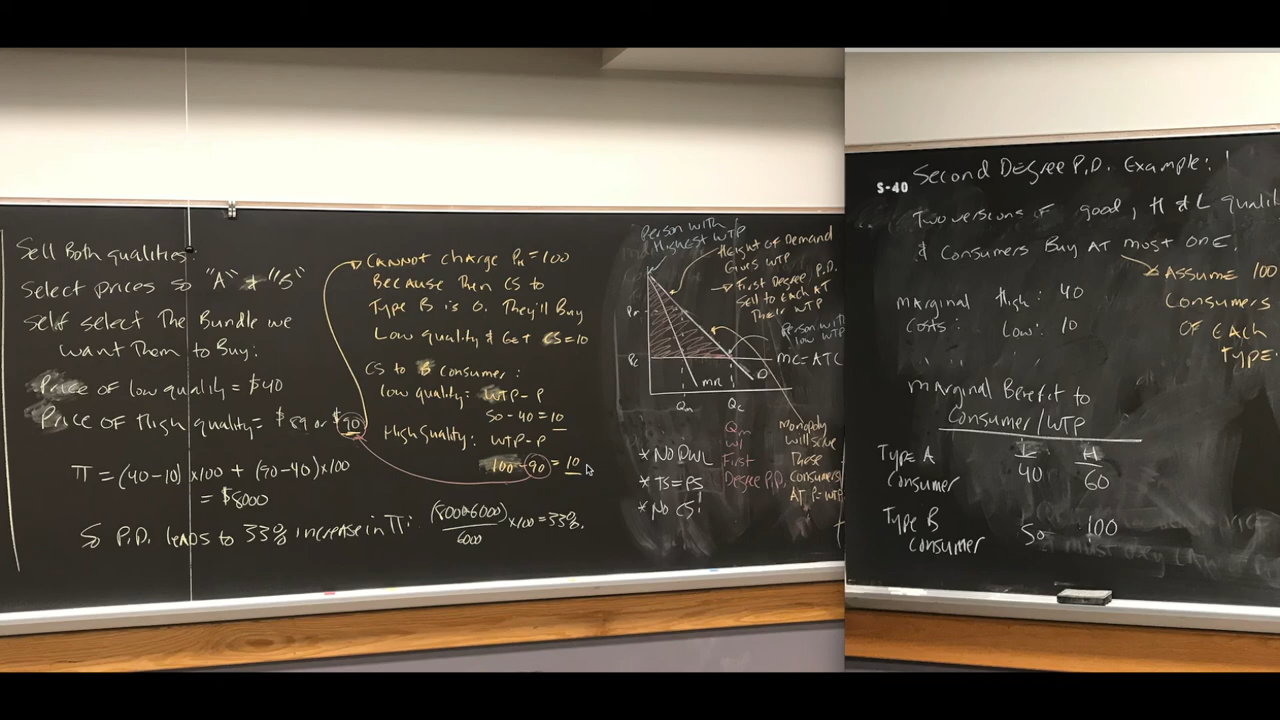 Sell Both qualities:
Select prices so "A" & "B"
self select The Bundle we
want Them to Buy:
Price of low quality = $40
Price of High quality = $89 or $90
π = (40-10) x100 + (90-40)x100
= $8000
So P.D. leads to 33% increase in π: (8000-6000)/6000 x100 = 33%.
CANNOT charge PH = 100
Because Then CS to
Type B is 0. They'll Buy
Low quality & Get CS=10
CS to B Consumer:
low quality: WTP-P
50-40 = 10
High Quality: WTP-P
100-90 = 10
Person with
Highest WTP
Height of Demand
Gives WTP
First Degree P.D.
Sell to Each AT
Their WTP
Person with
low WTP
Pm
Pc
MC=ATC
MR
D
Qm
Qc
* No DWL
* TS=PS
* No CS!
Qm
w/
First
Degree P.D.
monopoly
will serve
These
consumers
AT P=WTP
S-40
Second Degree P.D. Example:
Two versions of good, H & L quali
& Consumers Buy AT most one.
Assume 100
Consumers
OF EACH
TYPE.
marginal High: 40
Costs: Low: 10
marginal Benefit to
Consumer/WTP
L H
Type A 40 60
Consumer
Type B 50 100
Consumer